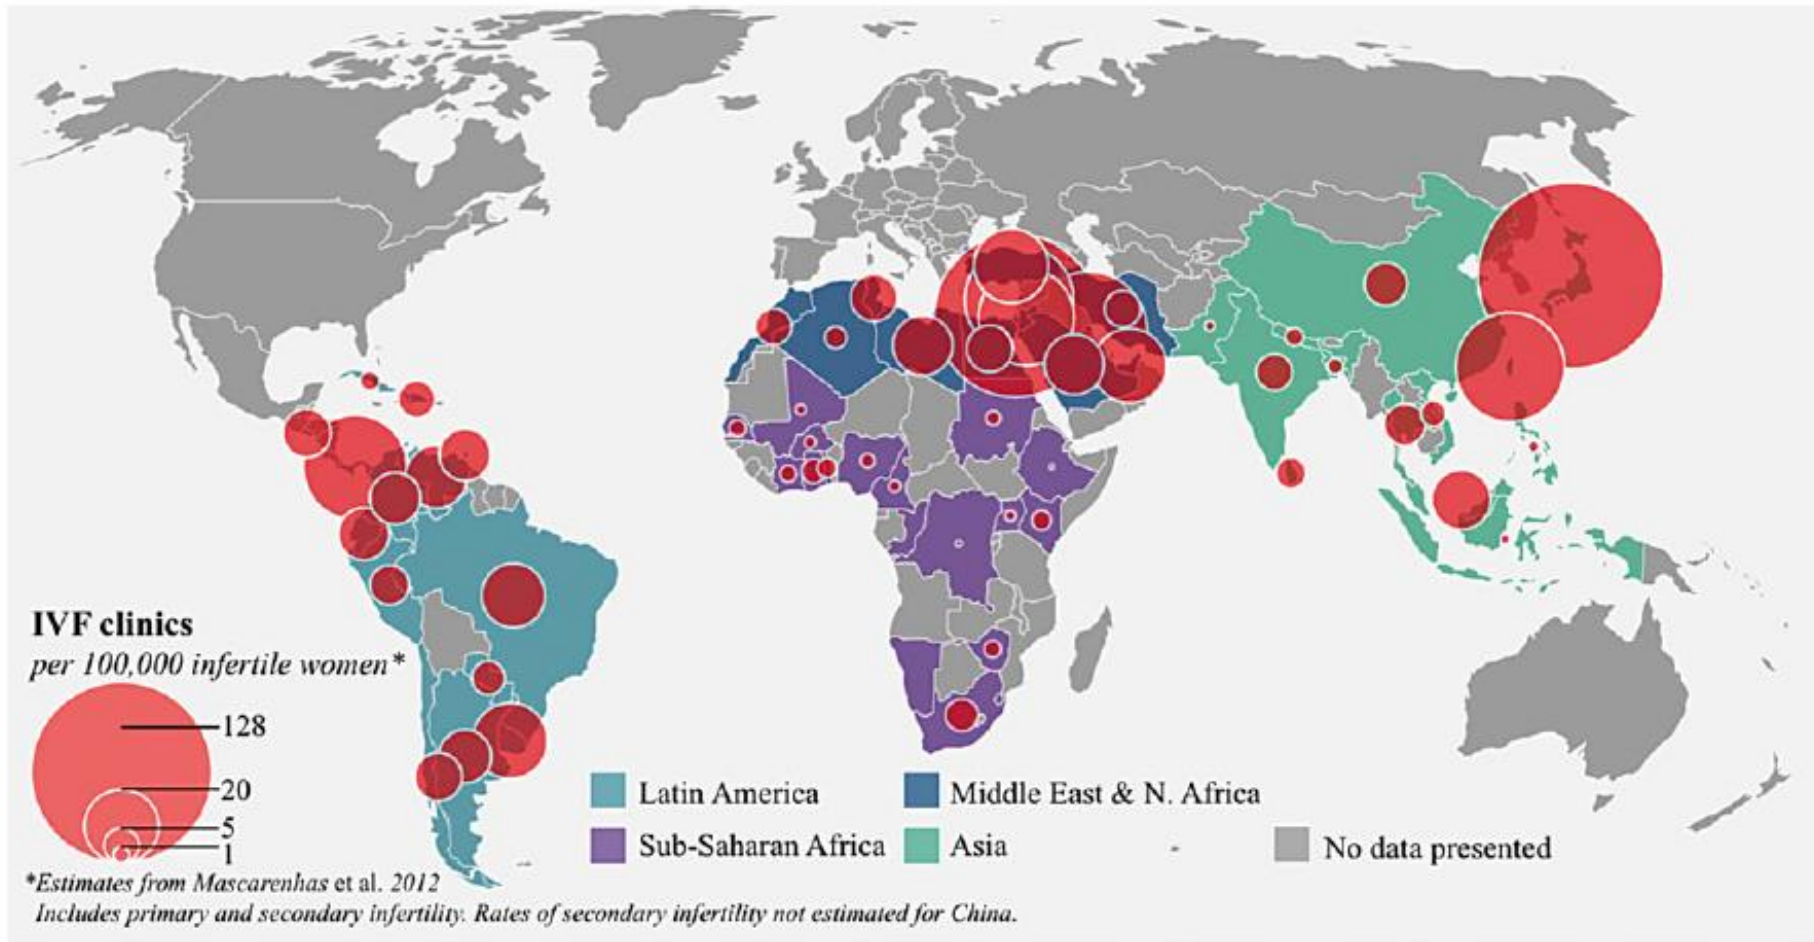 IVF clinics
per 100,000 infertile women*
128
20
5
1
Latin America
Sub-Saharan Africa
Middle East & N. Africa
Asia
No data presented
*Estimates from Mascarenhas et al. 2012
Includes primary and secondary infertility. Rates of secondary infertility not estimated for China.